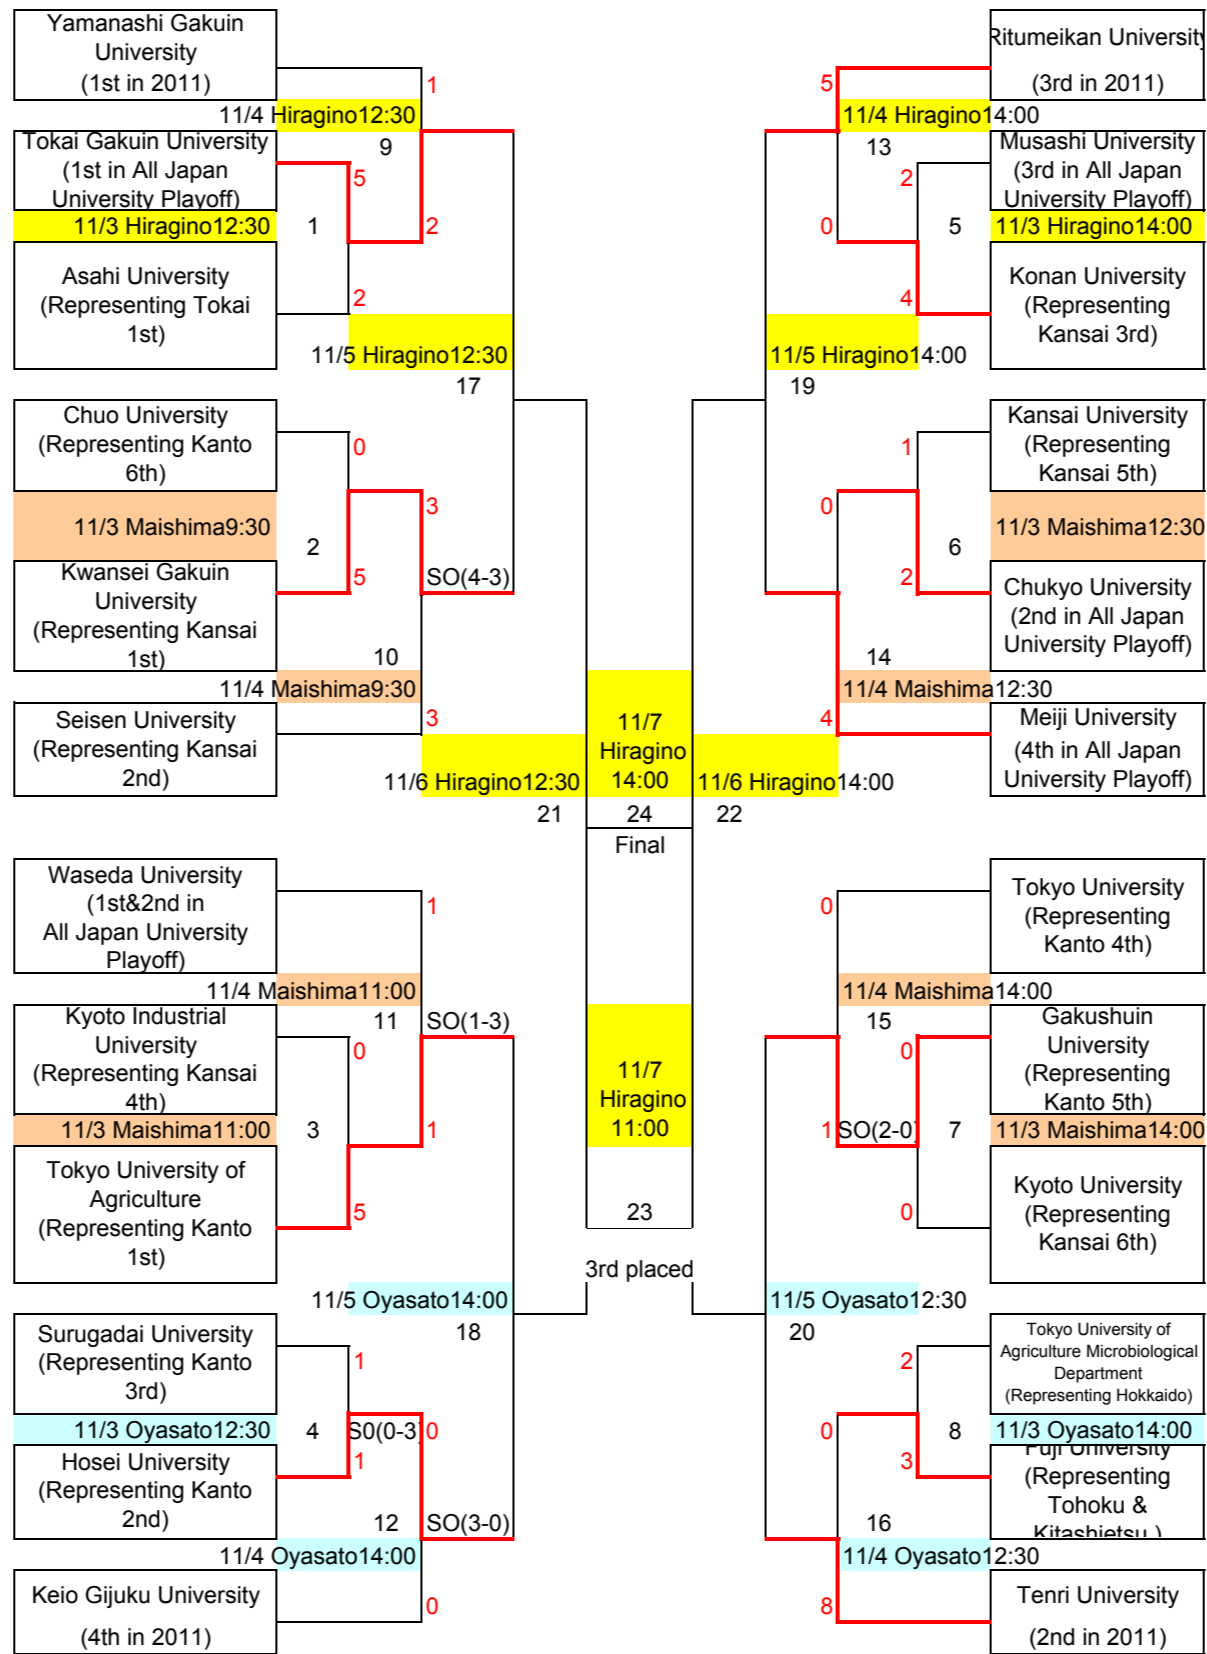 Yamanashi Gakuin
University
(1st in 2011)
1
11/4 Hiragino12:30
Tokai Gakuin University
(1st in All Japan
University Playoff)
9
5
11/3 Hiragino12:30
1
2
Asahi University
(Representing Tokai
1st)
2
11/5 Hiragino12:30
17
Chuo University
(Representing Kanto
6th)
0
3
11/3 Maishima9:30
2
Kwansei Gakuin
University
(Representing Kansai
1st)
5
SO(4-3)
10
11/4 Maishima9:30
Seisen University
(Representing Kansai
2nd)
3
11/6 Hiragino12:30
21
Waseda University
(1st&2nd in
All Japan University
Playoff)
1
11/4 Maishima11:00
Kyoto Industrial
University
(Representing Kansai
4th)
11
SO(1-3)
0
11/3 Maishima11:00
3
1
Tokyo University of
Agriculture
(Representing Kanto
1st)
5
11/5 Oyasato14:00
18
Surugadai University
(Representing Kanto
3rd)
1
11/3 Oyasato12:30
4
S0(0-3)
0
Hosei University
(Representing Kanto
2nd)
1
12
SO(3-0)
11/4 Oyasato14:00
Keio Gijuku University
(4th in 2011)
0
11/7
Hiragino
14:00
24
Final
11/7
Hiragino
11:00
23
3rd placed
Ritumeikan University
(3rd in 2011)
5
11/4 Hiragino14:00
13
Musashi University
(3rd in All Japan
University Playoff)
2
0
5
11/3 Hiragino14:00
Konan University
(Representing
Kansai 3rd)
4
11/5 Hiragino14:00
19
Kansai University
(Representing
Kansai 5th)
1
0
11/3 Maishima12:30
6
2
Chukyo University
(2nd in All Japan
University Playoff)
14
11/4 Maishima12:30
Meiji University
(4th in All Japan
University Playoff)
4
11/6 Hiragino14:00
22
Tokyo University
(Representing
Kanto 4th)
0
11/4 Maishima14:00
15
Gakushuin
University
(Representing
Kanto 5th)
0
1
SO(2-0)
7
11/3 Maishima14:00
Kyoto University
(Representing
Kansai 6th)
0
11/5 Oyasato12:30
20
Tokyo University of
Agriculture Microbiological
Department
(Representing Hokkaido)
2
0
8
11/3 Oyasato14:00
Fuji University
(Representing
Tohoku &
Kitashietsu )
3
16
11/4 Oyasato12:30
Tenri University
(2nd in 2011)
8